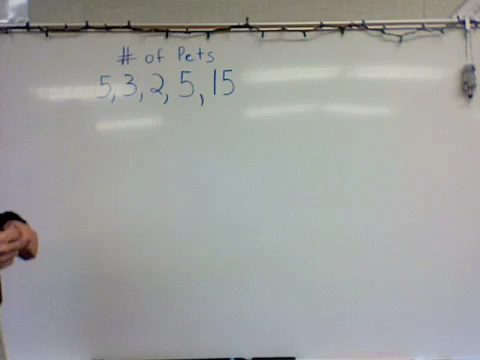 # of Pets
5, 3, 2, 5, 15